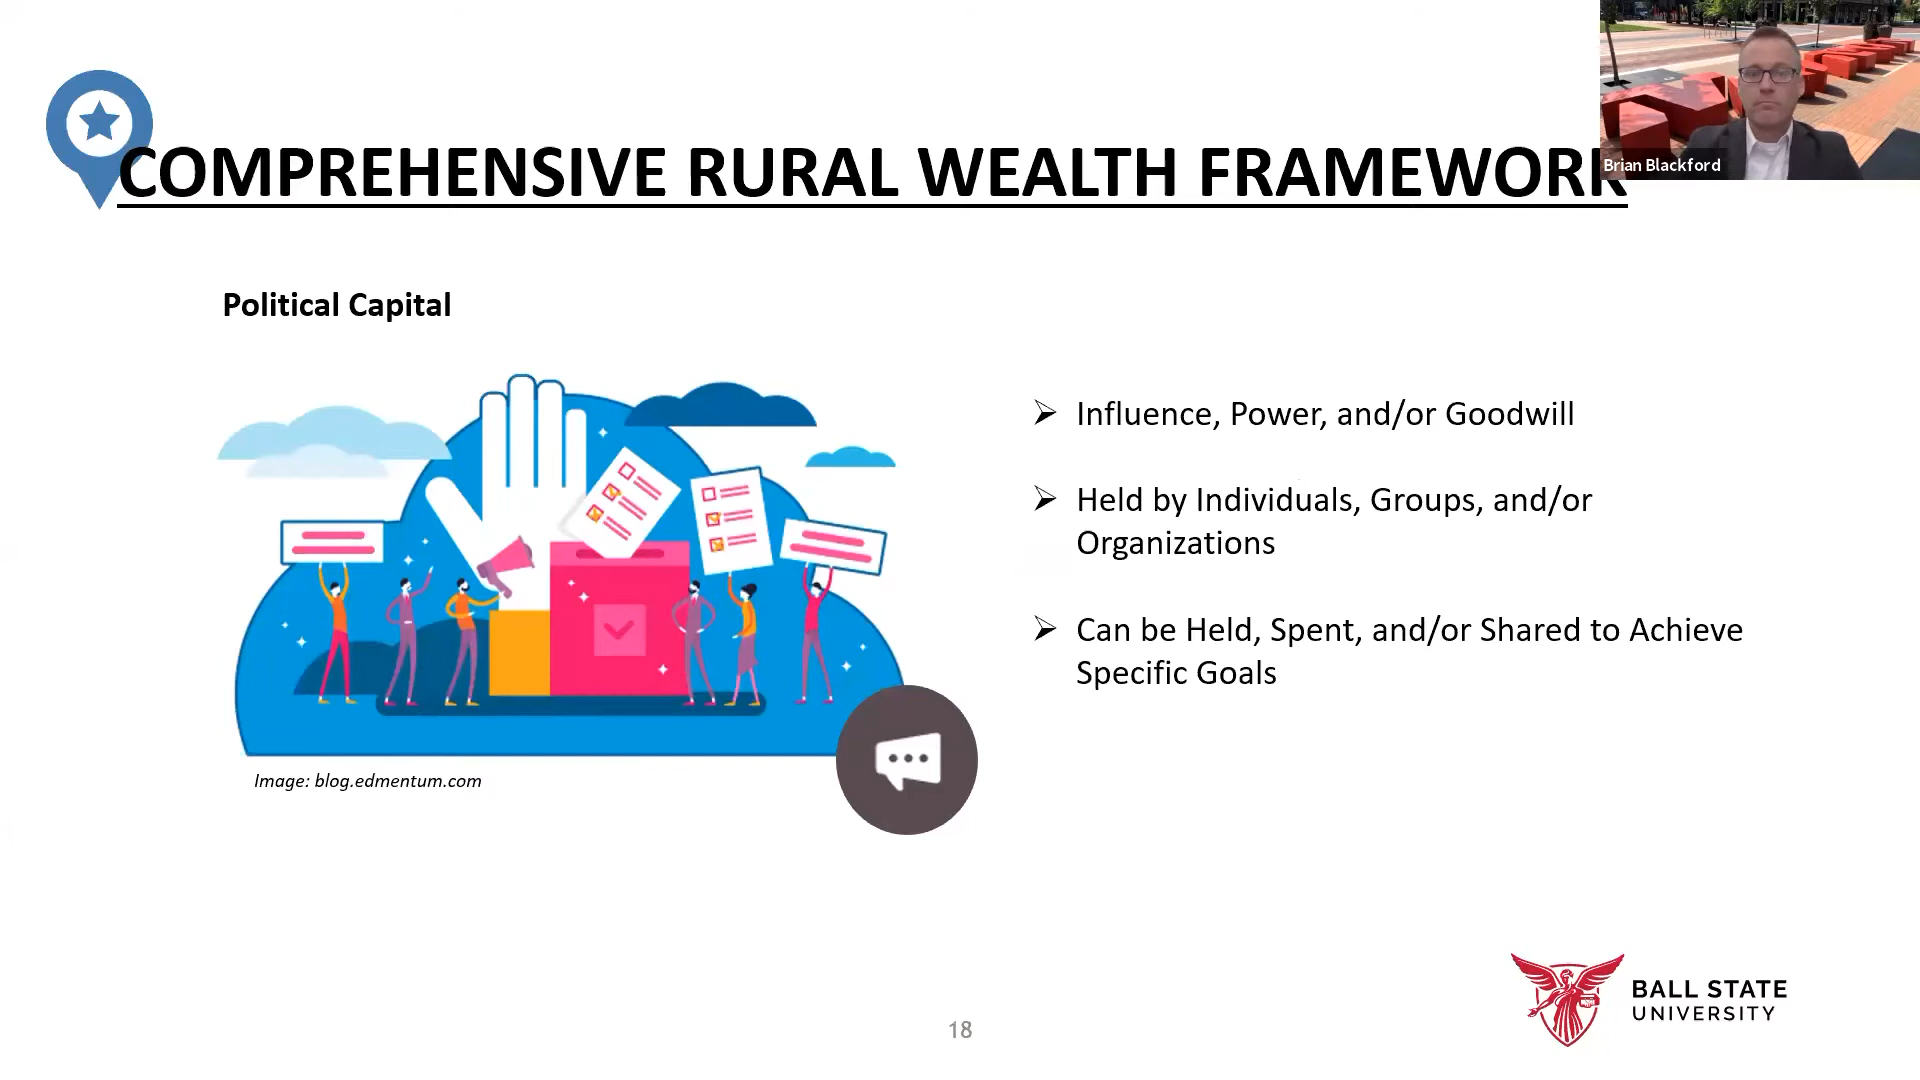 COMPREHENSIVE RURAL WEALTH FRAMEWORK
Brian Blackford
Political Capital
➢ Influence, Power, and/or Goodwill
➢ Held by Individuals, Groups, and/or
Organizations
➢ Can be Held, Spent, and/or Shared to Achieve
Specific Goals
Image: blog.edmentum.com
BALL STATE
UNIVERSITY
18